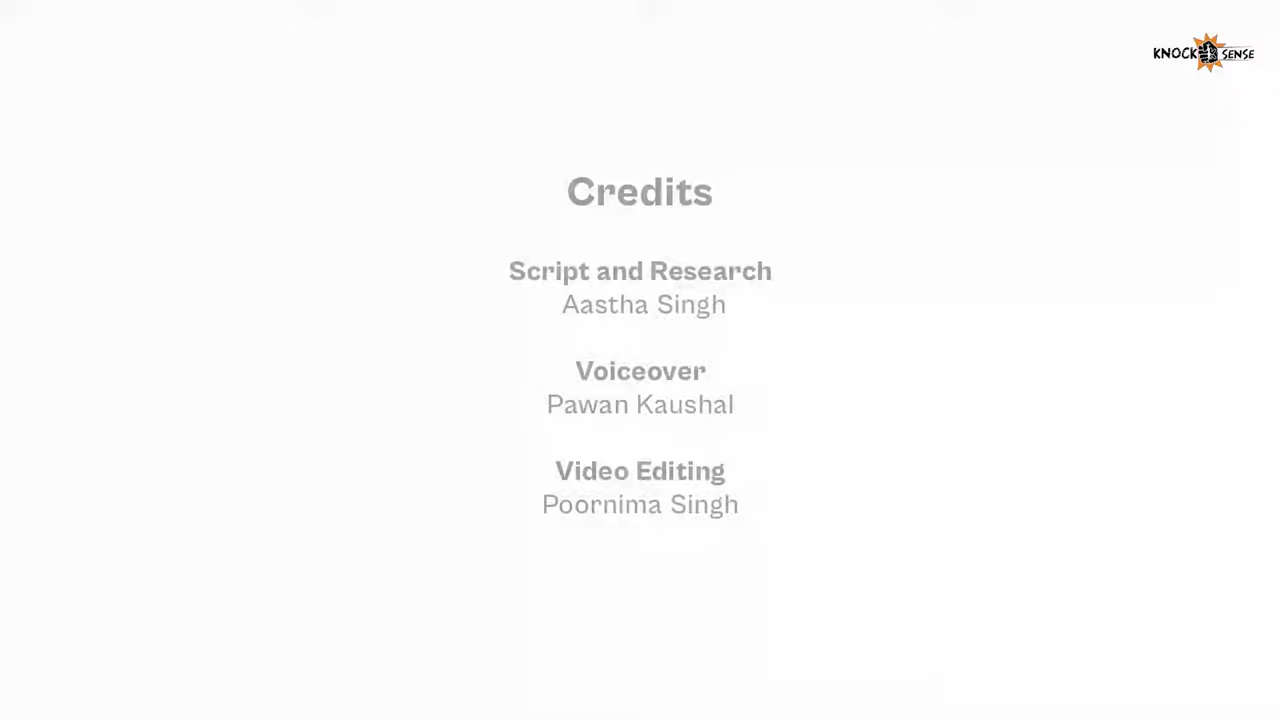 KNOCK SENSE
Credits
Script and Research
Aastha Singh
Voiceover
Pawan Kaushal
Video Editing
Poornima Singh